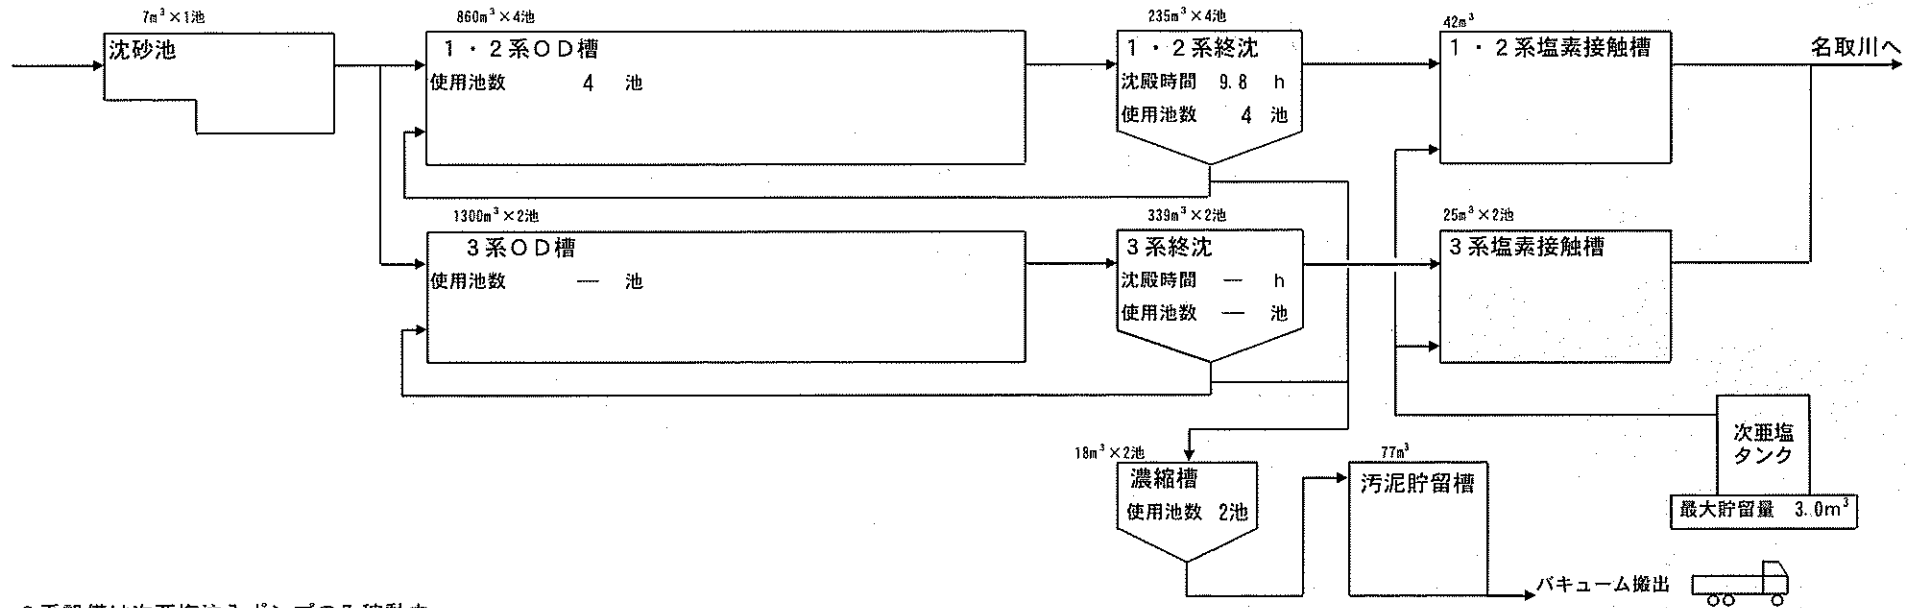 7m³×1池
沈砂池
860m³×4池
1・2系OD槽
使用池数 4 池
235m³×4池
1・2系終沈
沈殿時間 9.8 h
使用池数 4 池
42m³
1・2系塩素接触槽
名取川へ
1300m³×2池
3系OD槽
使用池数 ― 池
339m³×2池
3系終沈
沈殿時間 ― h
使用池数 ― 池
25m³×2池
3系塩素接触槽
18m³×2池
濃縮槽
使用池数 2池
77m³
汚泥貯留槽
次亜塩
タンク
最大貯留量 3.0m³
バキューム搬出